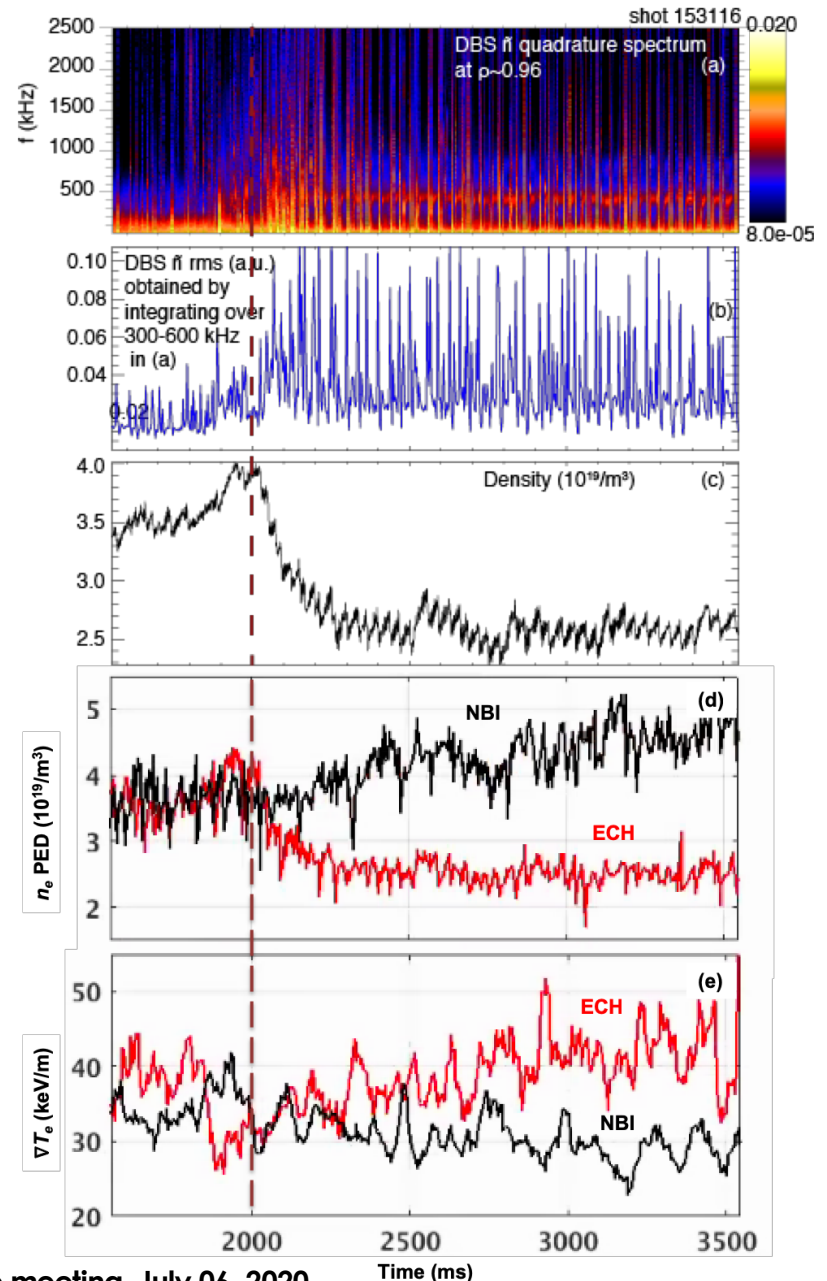 shot 153116
2500
2000
1500
1000
500
f (kHz)
DBS ñ quadrature spectrum
at ρ~0.96
(a)
0.020
8.0e-05
0.10
0.08
0.06
0.04
0.02
DBS ñ rms (a.u.)
obtained by
integrating over
300-600 kHz
in (a)
(b)
4.0
3.5
3.0
2.5
Density (10¹⁹/m³)
(c)
5
4
3
2
nₑ PED (10¹⁹/m³)
NBI
ECH
(d)
50
40
30
20
∇Tₑ (keV/m)
ECH
NBI
(e)
2000
2500
3000
3500
Time (ms)
meeting, July 06, 2020